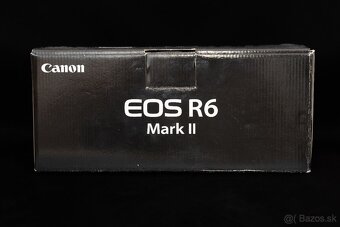 Canon
EOS R6
Mark II
Bazos.sk